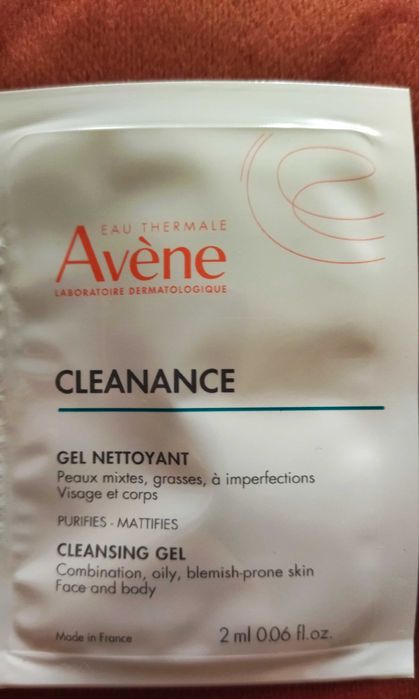 EAU THERMALE
Avène
LABORATOIRE DERMATOLOGIQUE
CLEANANCE
GEL NETTOYANT
Peaux mixtes, grasses, à imperfections
Visage et corps
PURIFIES - MATTIFIES
CLEANSING GEL
Combination, oily, blemish-prone skin
Face and body
Made in France
2 ml 0.06 fl.oz.